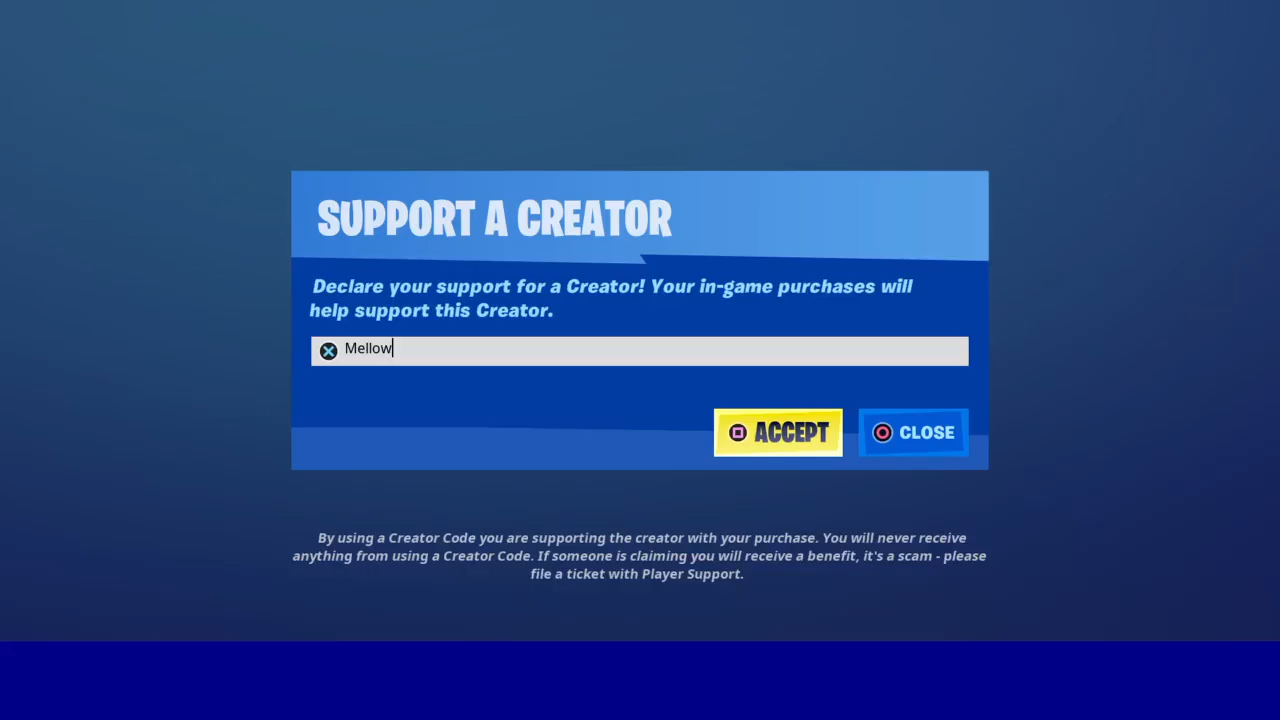 SUPPORT A CREATOR
Declare your support for a Creator! Your in-game purchases will
help support this Creator.
Mellow
ACCEPT
CLOSE
By using a Creator Code you are supporting the creator with your purchase. You will never receive
anything from using a Creator Code. If someone is claiming you will receive a benefit, it's a scam - please
file a ticket with Player Support.